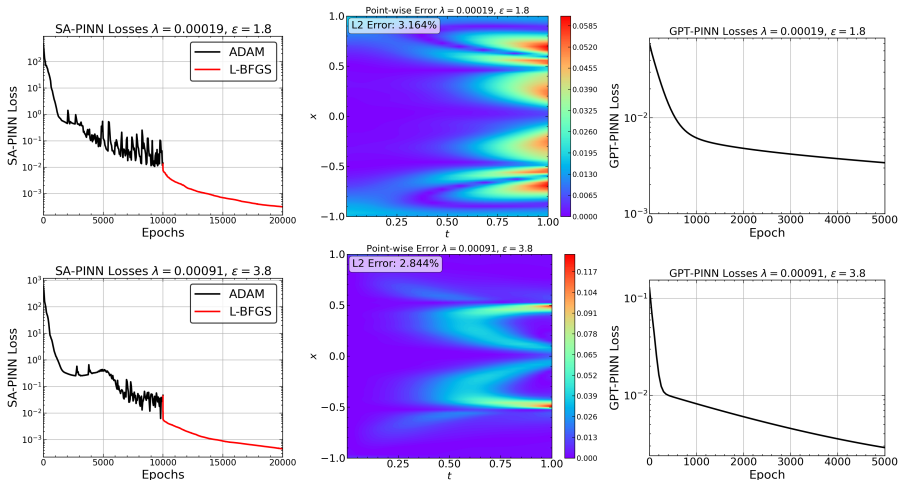 SA-PINN Losses λ = 0.00019, ε = 1.8
ADAM
L-BFGS
SA-PINN Loss
10²
10¹
10⁰
10⁻¹
10⁻²
10⁻³
0 5000 10000 15000 20000
Epochs
Point-wise Error λ = 0.00019, ε = 1.8
L2 Error: 3.164%
x
1.0
0.5
0.0
−0.5
−1.0
0.25 0.50 0.75 1.00
t
0.0585
0.0520
0.0455
0.0390
0.0325
0.0260
0.0195
0.0130
0.0065
0.0000
GPT-PINN Losses λ = 0.00019, ε = 1.8
GPT-PINN Loss
10⁻²
10⁻³
0 1000 2000 3000 4000 5000
Epoch
SA-PINN Losses λ = 0.00091, ε = 3.8
ADAM
L-BFGS
SA-PINN Loss
10³
10²
10¹
10⁰
10⁻¹
10⁻²
10⁻³
0 5000 10000 15000 20000
Epochs
Point-wise Error λ = 0.00091, ε = 3.8
L2 Error: 2.844%
x
1.0
0.5
0.0
−0.5
−1.0
0.25 0.50 0.75 1.00
t
0.117
0.104
0.091
0.078
0.065
0.052
0.039
0.026
0.013
0.000
GPT-PINN Losses λ = 0.00091, ε = 3.8
GPT-PINN Loss
10⁻¹
10⁻²
0 1000 2000 3000 4000 5000
Epoch